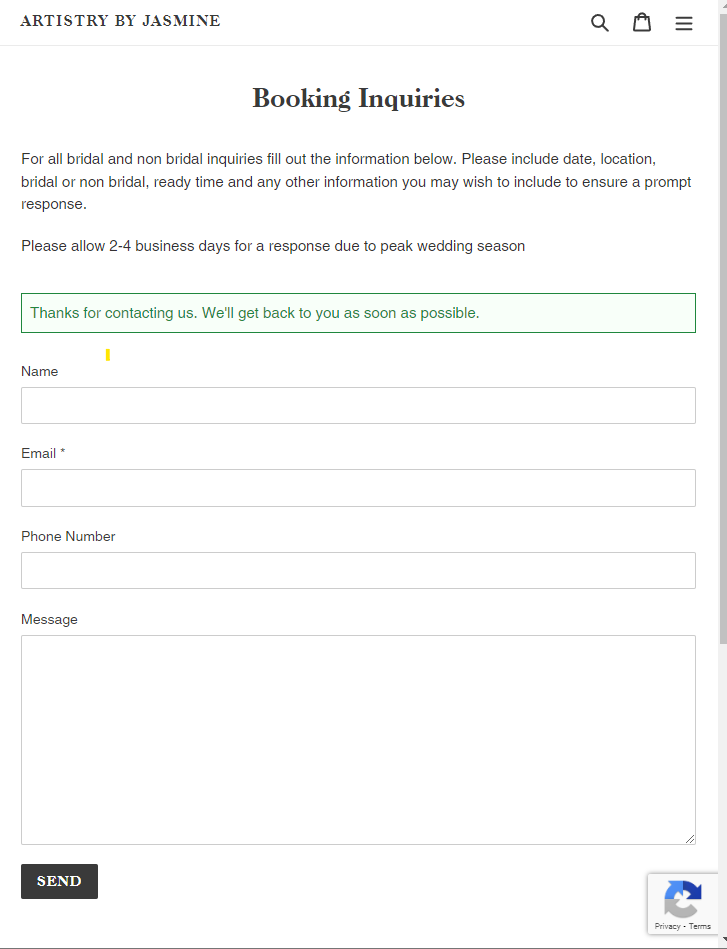 ARTISTRY BY JASMINE
Booking Inquiries
For all bridal and non bridal inquiries fill out the information below. Please include date, location,
bridal or non bridal, ready time and any other information you may wish to include to ensure a prompt
response.
Please allow 2-4 business days for a response due to peak wedding season
Thanks for contacting us. We'll get back to you as soon as possible.
Name
Email *
Phone Number
Message
SEND
Privacy - Terms